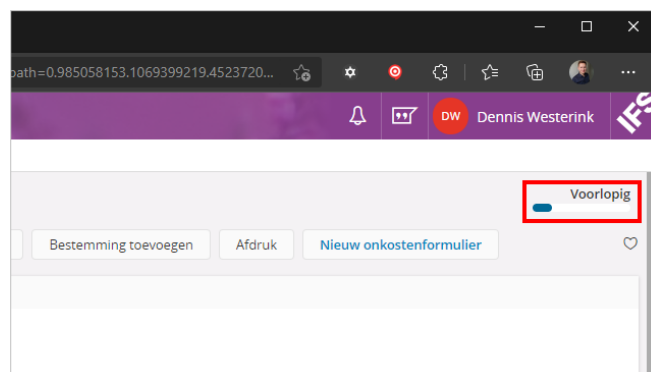 path=0.985058153.1069399219.4523720...
DW Dennis Westerink IFS
Voorlopig
Bestemming toevoegen Afdruk Nieuw onkostenformulier